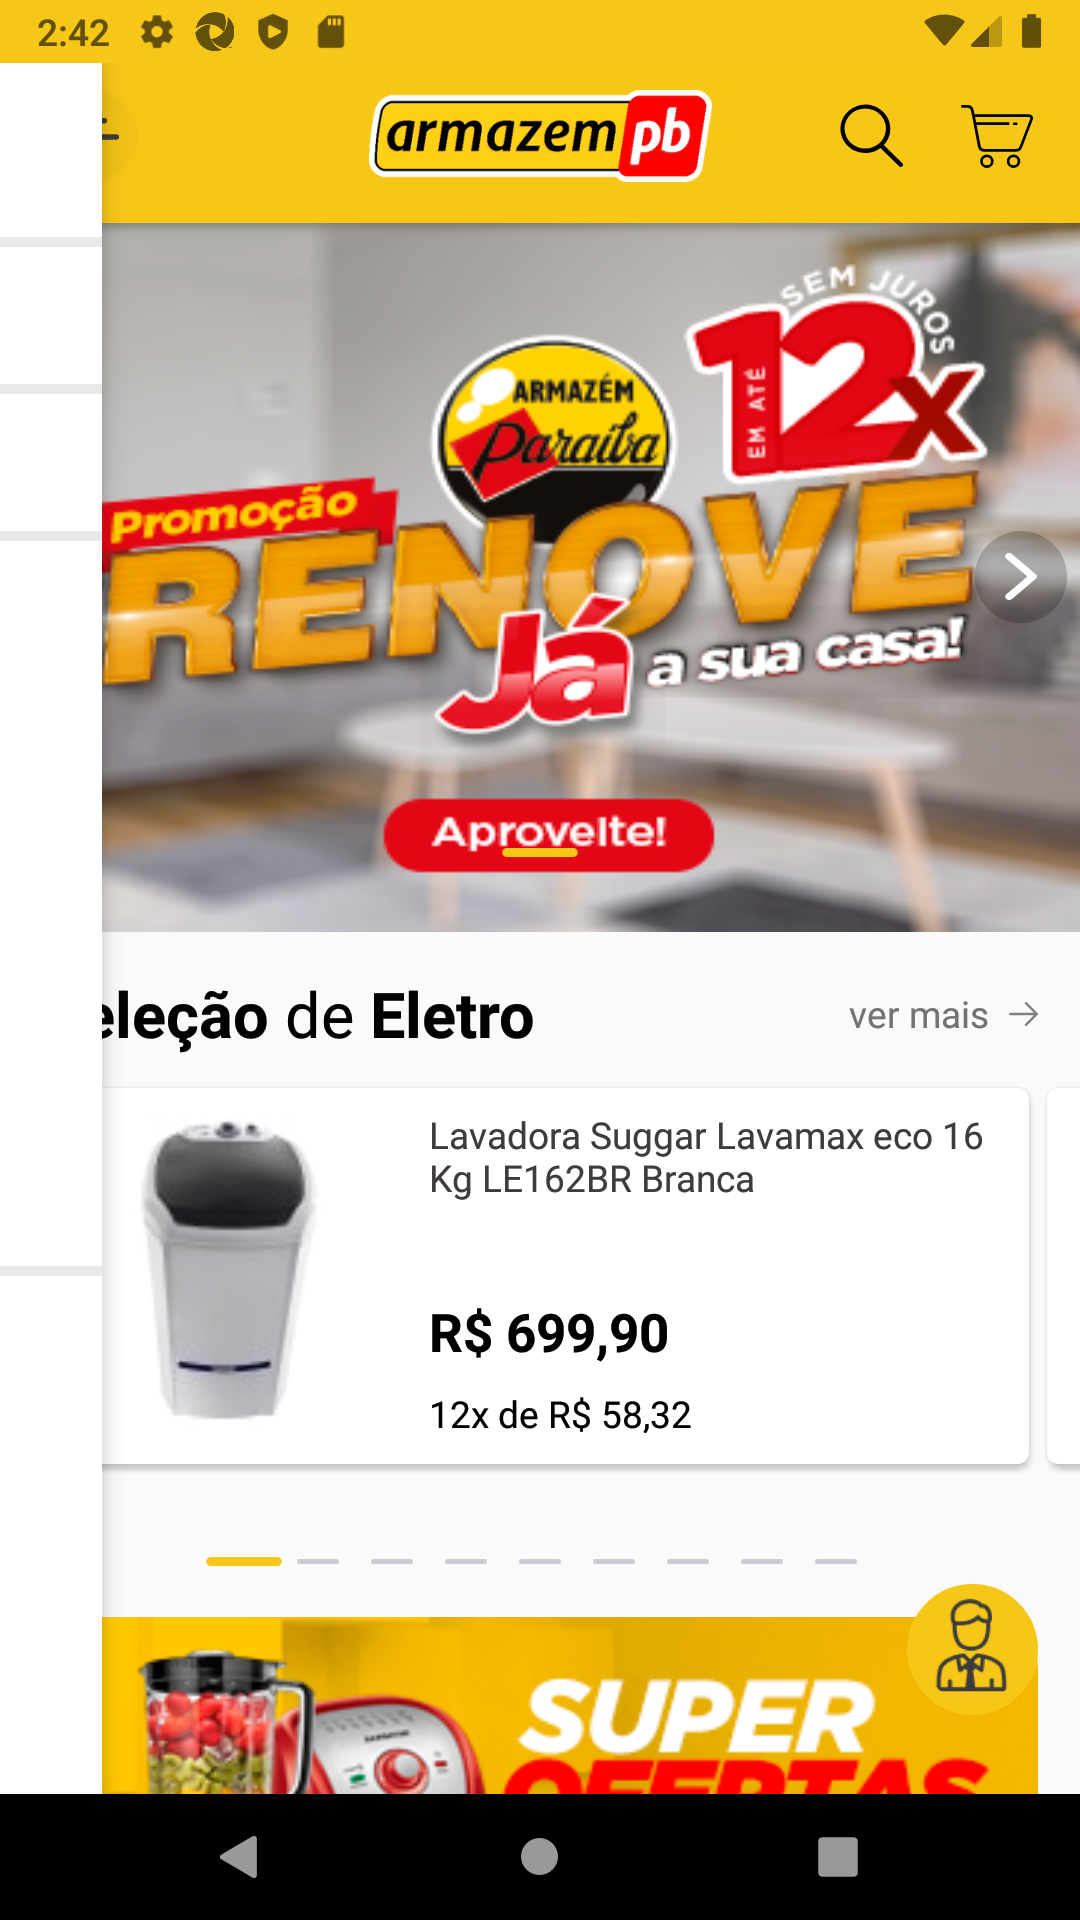 2:42
armazem pb
SEM JUROS
EM ATÉ
12x
ARMAZÉM
Paraíba
Promoção
RENOVE
Já
a sua casa!
Aproveite!
eleção de Eletro
ver mais
Lavadora Suggar Lavamax eco 16
Kg LE162BR Branca
R$ 699,90
12x de R$ 58,32
SUPER
OFERTAS